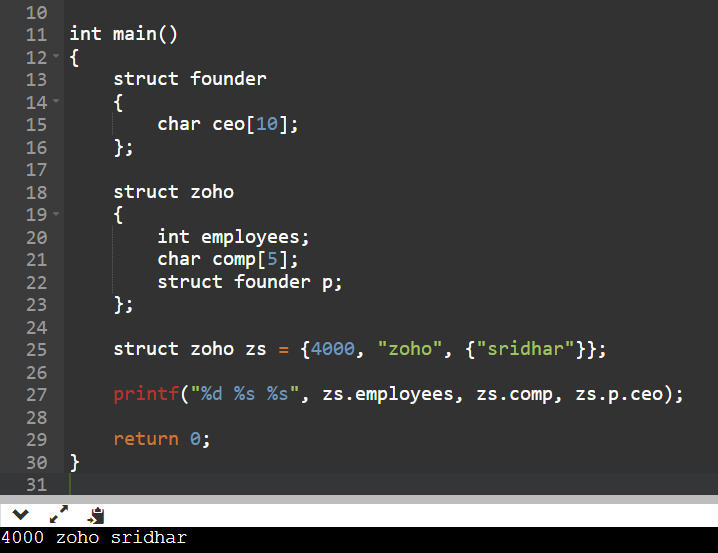 10
11 int main()
12 {
13     struct founder
14     {
15         char ceo[10];
16     };
17
18     struct zoho
19     {
20         int employees;
21         char comp[5];
22         struct founder p;
23     };
24
25     struct zoho zs = {4000, "zoho", {"sridhar"}};
26
27     printf("%d %s %s", zs.employees, zs.comp, zs.p.ceo);
28
29     return 0;
30 }
31
4000 zoho sridhar